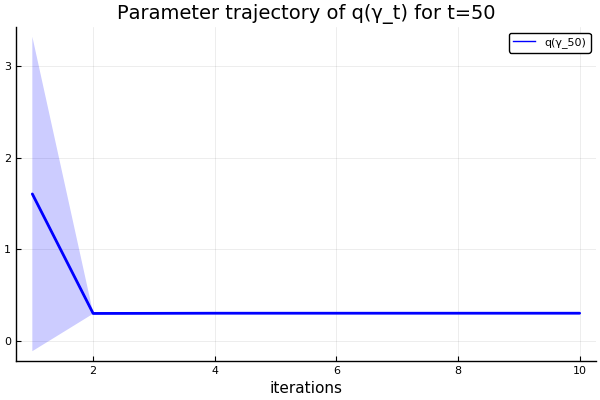 Parameter trajectory of q(γ_t) for t=50
q(γ_50)
3
2
1
0
2 4 6 8 10
iterations